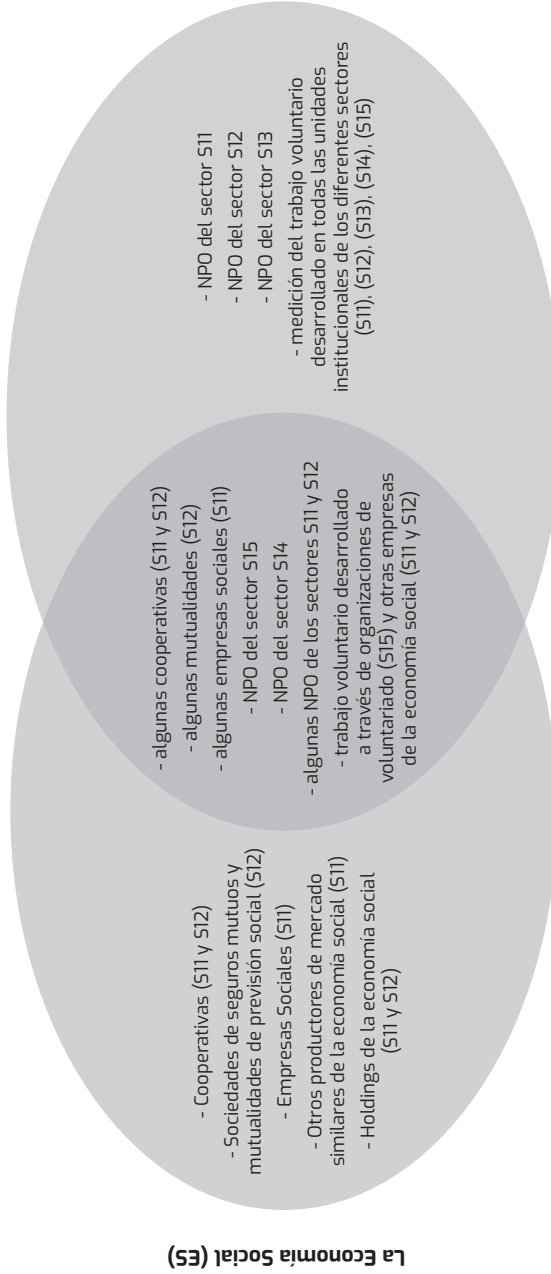 La Economía Social (ES)
- Cooperativas (S11 y S12)
- Sociedades de seguros mutuos y
mutualidades de previsión social (S12)
- Empresas Sociales (S11)
- Otros productores de mercado
similares de la economía social (S11)
- Holdings de la economía social
(S11 y S12)
- algunas cooperativas (S11 y S12)
- algunas mutualidades (S12)
- algunas empresas sociales (S11)
- NPO del sector S15
- NPO del sector S14
- algunas NPO de los sectores S11 y S12
- trabajo voluntario desarrollado
a través de organizaciones de
voluntariado (S15) y otras empresas
de la economía social (S11 y S12)
- NPO del sector S11
- NPO del sector S12
- NPO del sector S13
- medición del trabajo voluntario
desarrollado en todas las unidades
institucionales de los diferentes sectores
(S11), (S12), (S13), (S14), (S15)